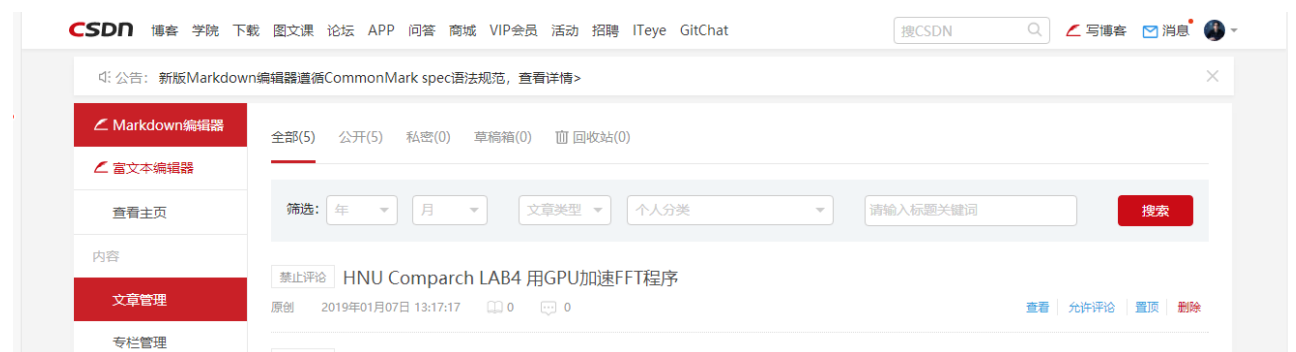 CSDN 博客 学院 下载 图文课 论坛 APP 问答 商城 VIP会员 活动 招聘 ITeye GitChat 搜CSDN 写博客 消息
公告：新版Markdown编辑器遵循CommonMark spec语法规范，查看详情>
Markdown编辑器
全部(5) 公开(5) 私密(0) 草稿箱(0) 回收站(0)
富文本编辑器
查看主页
筛选： 年 月 文章类型 个人分类 请输入标题关键词 搜索
内容
禁止评论 HNU Comparch LAB4 用GPU加速FFT程序
文章管理
原创 2019年01月07日 13:17:17 0 0 查看 允许评论 置顶 删除
专栏管理